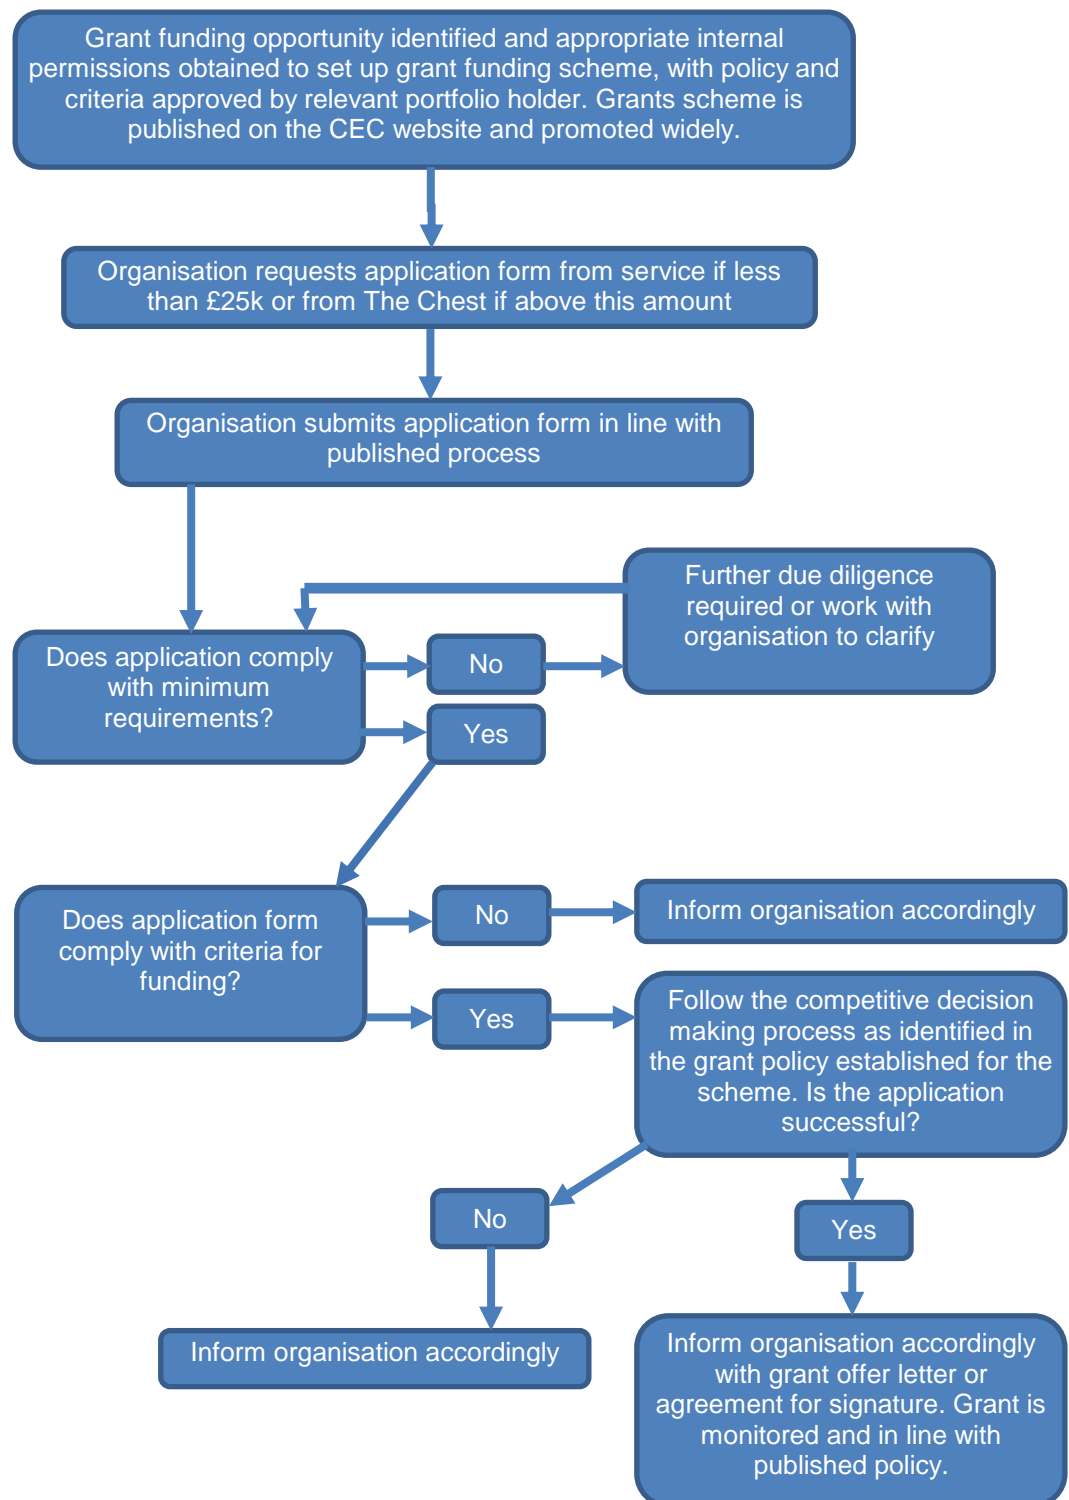 Grant funding opportunity identified and appropriate internal
permissions obtained to set up grant funding scheme, with policy and
criteria approved by relevant portfolio holder. Grants scheme is
published on the CEC website and promoted widely.
Organisation requests application form from service if less
than £25k or from The Chest if above this amount
Organisation submits application form in line with
published process
Further due diligence
required or work with
organisation to clarify
Does application comply
with minimum
requirements?
No
Yes
Does application form
comply with criteria for
funding?
No
Inform organisation accordingly
Yes
Follow the competitive decision
making process as identified in
the grant policy established for the
scheme. Is the application
successful?
No
Yes
Inform organisation accordingly
Inform organisation accordingly
with grant offer letter or
agreement for signature. Grant is
monitored and in line with
published policy.